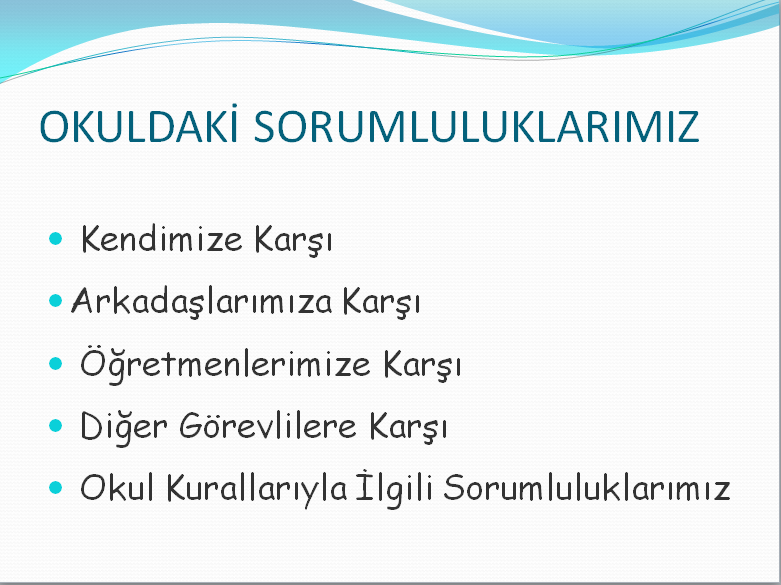 OKULDAKİ SORUMLULUKLARIMIZ
Kendimize Karşı
Arkadaşlarımıza Karşı
Öğretmenlerimize Karşı
Diğer Görevlilere Karşı
Okul Kurallarıyla İlgili Sorumluluklarımız